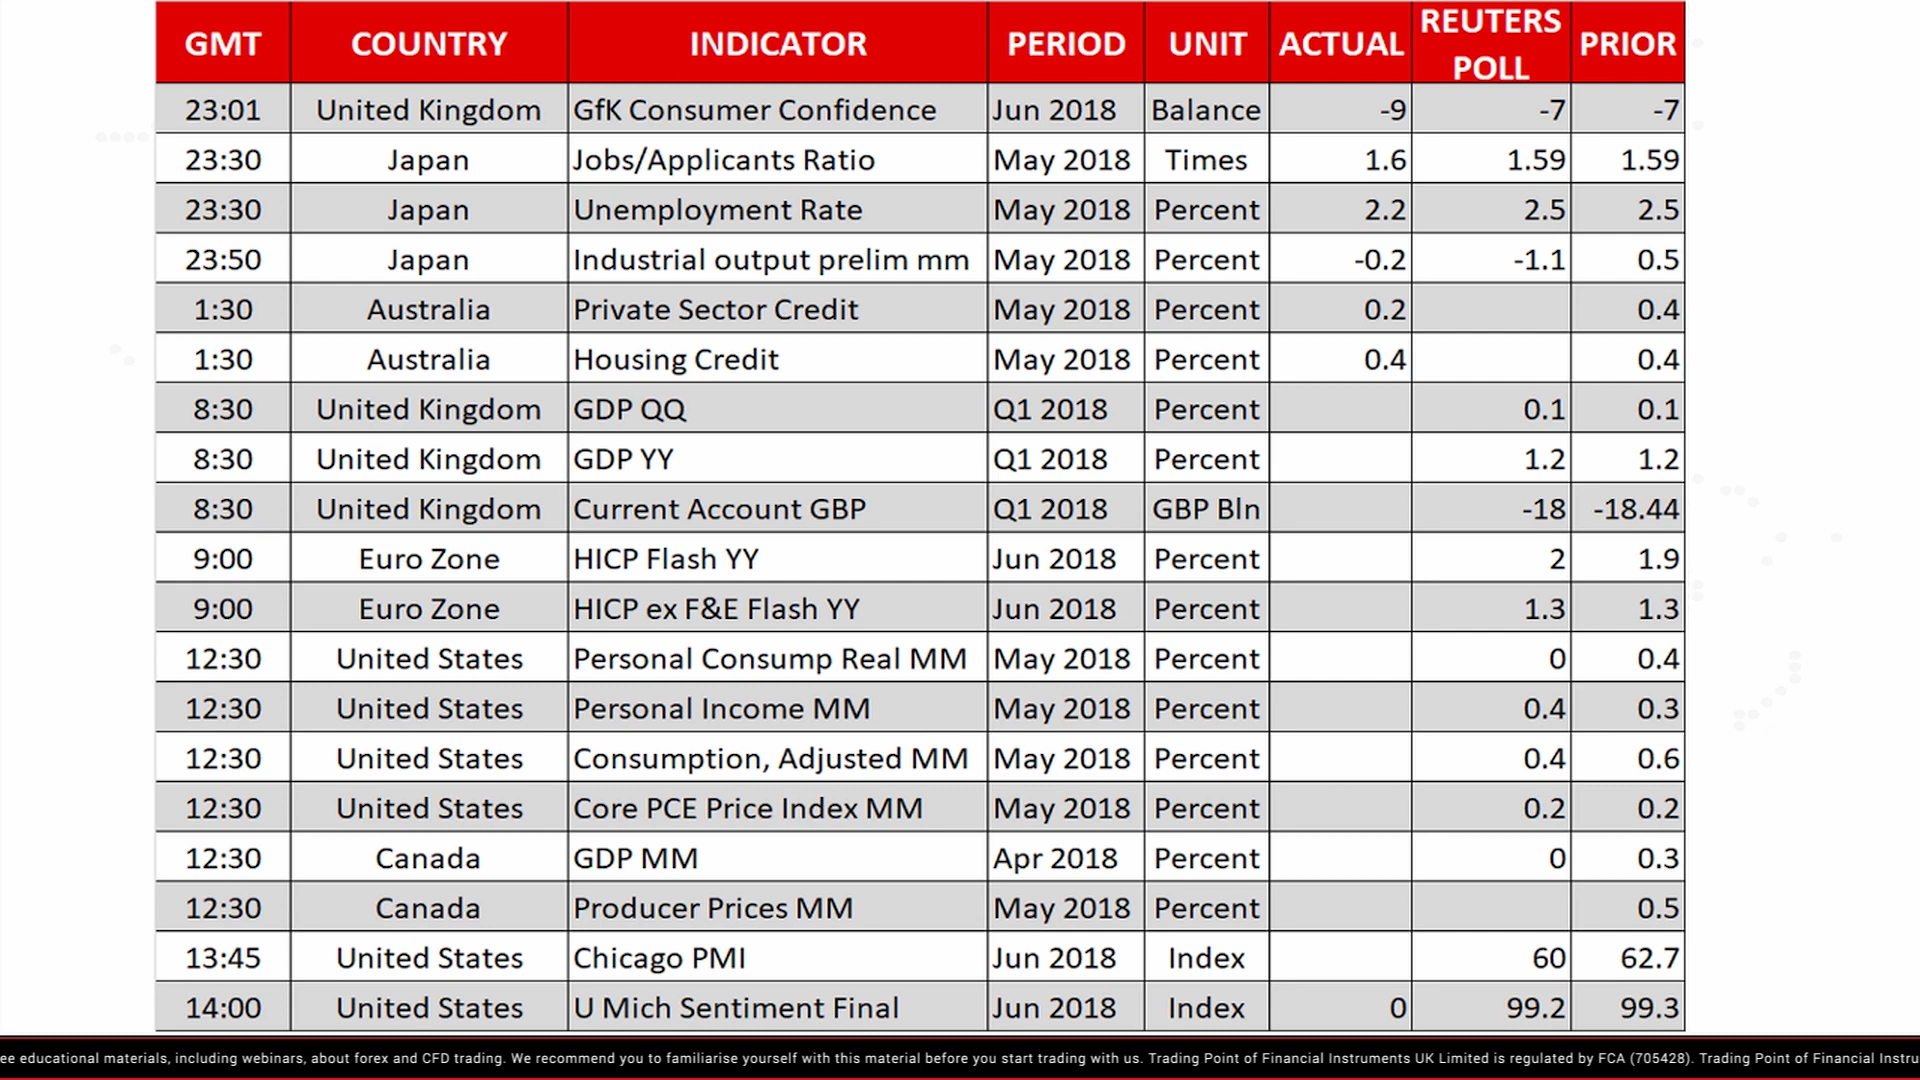 GMT COUNTRY INDICATOR PERIOD UNIT ACTUAL REUTERS POLL PRIOR
23:01 United Kingdom GfK Consumer Confidence Jun 2018 Balance -9 -7 -7
23:30 Japan Jobs/Applicants Ratio May 2018 Times 1.6 1.59 1.59
23:30 Japan Unemployment Rate May 2018 Percent 2.2 2.5 2.5
23:50 Japan Industrial output prelim mm May 2018 Percent -0.2 -1.1 0.5
1:30 Australia Private Sector Credit May 2018 Percent 0.2 0.4
1:30 Australia Housing Credit May 2018 Percent 0.4 0.4
8:30 United Kingdom GDP QQ Q1 2018 Percent 0.1 0.1
8:30 United Kingdom GDP YY Q1 2018 Percent 1.2 1.2
8:30 United Kingdom Current Account GBP Q1 2018 GBP Bln -18 -18.44
9:00 Euro Zone HICP Flash YY Jun 2018 Percent 2 1.9
9:00 Euro Zone HICP ex F&E Flash YY Jun 2018 Percent 1.3 1.3
12:30 United States Personal Consump Real MM May 2018 Percent 0 0.4
12:30 United States Personal Income MM May 2018 Percent 0.4 0.3
12:30 United States Consumption, Adjusted MM May 2018 Percent 0.4 0.6
12:30 United States Core PCE Price Index MM May 2018 Percent 0.2 0.2
12:30 Canada GDP MM Apr 2018 Percent 0 0.3
12:30 Canada Producer Prices MM May 2018 Percent 0.5
13:45 United States Chicago PMI Jun 2018 Index 60 62.7
14:00 United States U Mich Sentiment Final Jun 2018 Index 0 99.2 99.3
ee educational materials, including webinars, about forex and CFD trading. We recommend you to familiarise yourself with this material before you start trading with us. Trading Point of Financial Instruments UK Limited is regulated by FCA (705428). Trading Point of Financial Instru